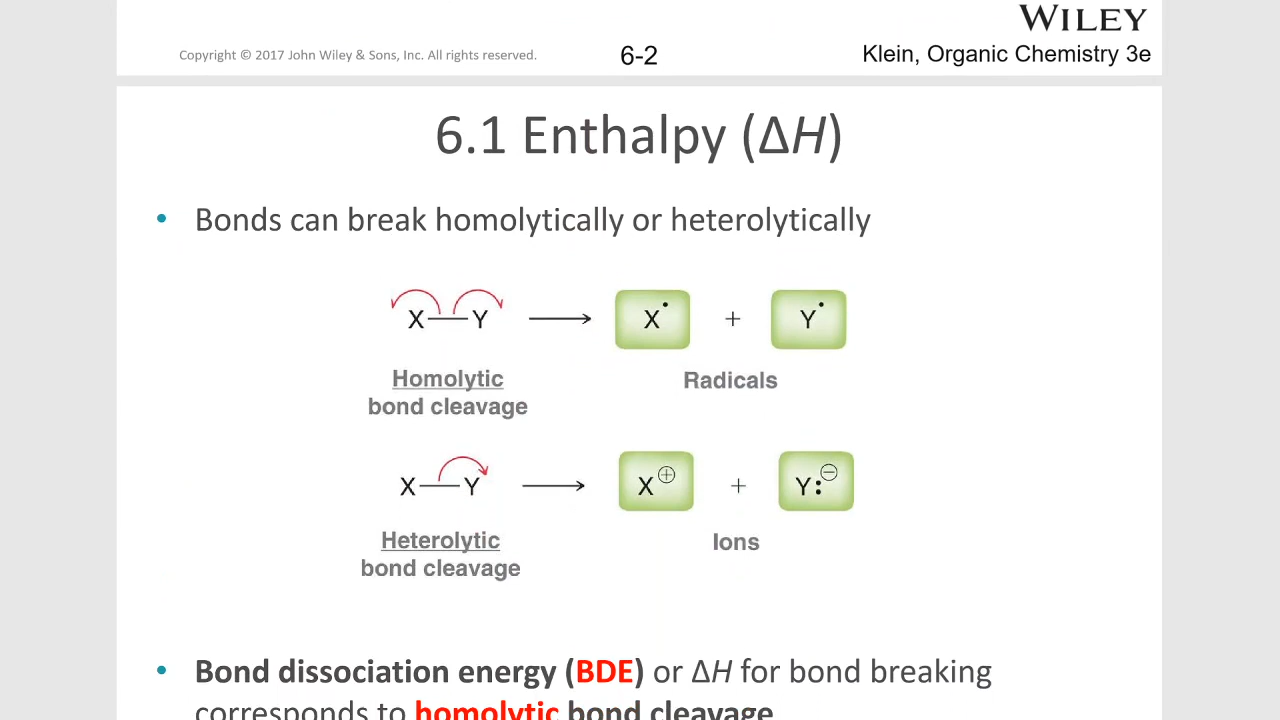 WILEY
Copyright © 2017 John Wiley & Sons, Inc. All rights reserved.
6-2
Klein, Organic Chemistry 3e
6.1 Enthalpy (ΔH)
• Bonds can break homolytically or heterolytically
X—Y ⟶ X• + Y•
Homolytic
bond cleavage
Radicals
X—Y ⟶ X⊕ + Y:⊖
Heterolytic
bond cleavage
Ions
• Bond dissociation energy (BDE) or ΔH for bond breaking
corresponds to homolytic bond cleavage